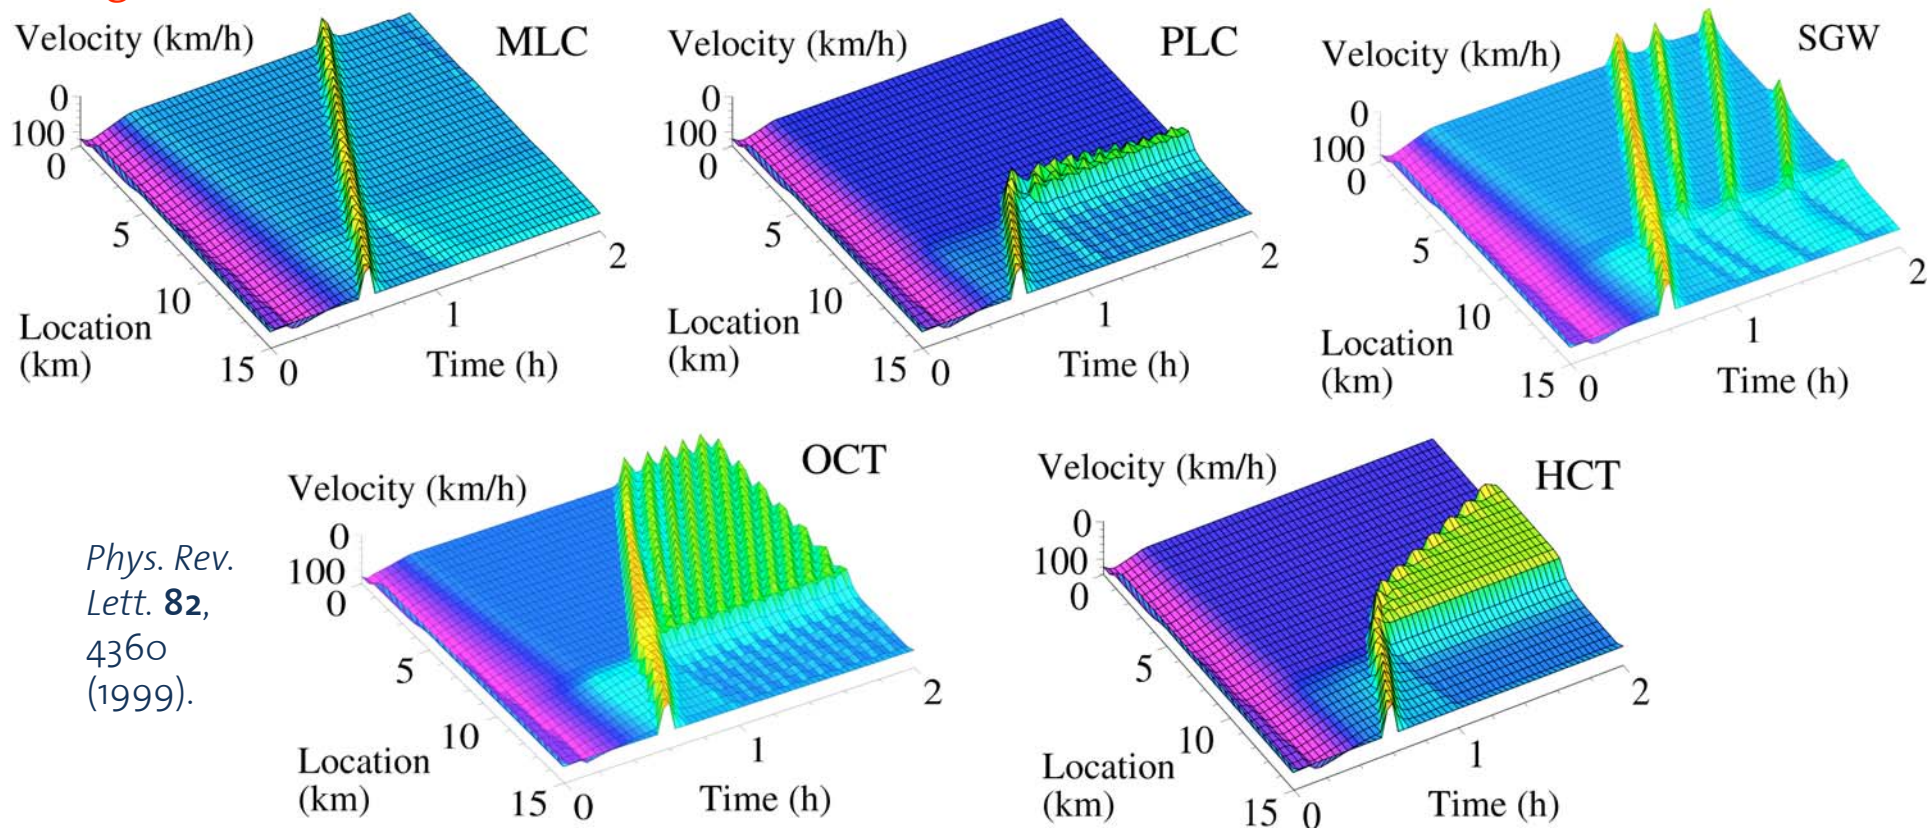 Velocity (km/h)
MLC
0
100
0
5
10
15
Location
(km)
0
1
2
Time (h)
Velocity (km/h)
PLC
0
100
0
5
10
15
Location
(km)
0
1
2
Time (h)
Velocity (km/h)
SGW
0
100
0
5
10
15
Location
(km)
0
1
2
Time (h)
Phys. Rev.
Lett. 82,
4360
(1999).
Velocity (km/h)
OCT
0
100
0
5
10
15
Location
(km)
0
1
2
Time (h)
Velocity (km/h)
HCT
0
100
0
5
10
15
Location
(km)
0
1
2
Time (h)